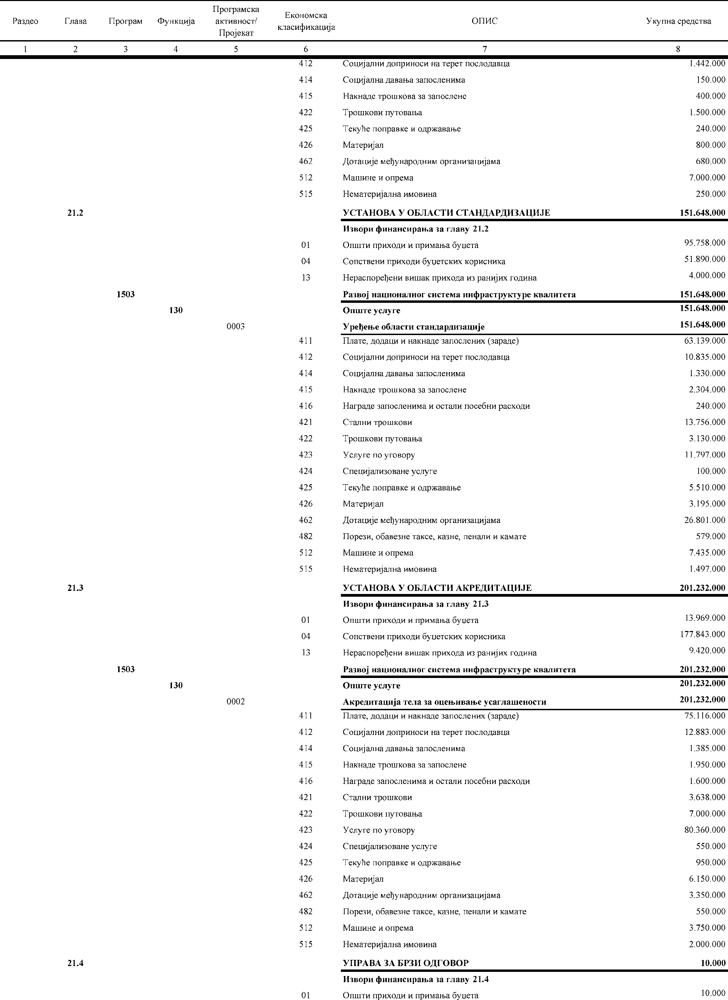 Раздео Глава Програм Функција Програмска активност/ Пројекат Економска класификација ОПИС Укупна средства
1 2 3 4 5 6 7 8
412 Социјални доприноси на терет послодавца 1.442.000
414 Социјална давања запосленима 150.000
415 Накнаде трошкова за запослене 400.000
422 Трошкови путовања 1.500.000
425 Текуће поправке и одржавање 240.000
426 Материјал 800.000
462 Дотације међународним организацијама 680.000
512 Машине и опрема 7.000.000
515 Нематеријална имовина 250.000
21.2 УСТАНОВА У ОБЛАСТИ СТАНДАРДИЗАЦИЈЕ 151.648.000
Извори финансирања за главу 21.2
01 Општи приходи и примања буџета 95.758.000
04 Сопствени приходи буџетских корисника 51.890.000
13 Нераспоређени вишак прихода из ранијих година 4.000.000
1503 Развој националног система инфраструктуре квалитета 151.648.000
130 Опште услуге 151.648.000
0003 Уређење области стандардизације 151.648.000
411 Плате, додаци и накнаде запослених (зараде) 63.139.000
412 Социјални доприноси на терет послодавца 10.835.000
414 Социјална давања запосленима 1.330.000
415 Накнаде трошкова за запослене 2.304.000
416 Награде запосленима и остали посебни расходи 240.000
421 Стални трошкови 13.756.000
422 Трошкови путовања 3.130.000
423 Услуге по уговору 11.797.000
424 Специјализоване услуге 100.000
425 Текуће поправке и одржавање 5.510.000
426 Материјал 3.195.000
462 Дотације међународним организацијама 26.801.000
482 Порези, обавезне таксе, казне, пенали и камате 579.000
512 Машине и опрема 7.435.000
515 Нематеријална имовина 1.497.000
21.3 УСТАНОВА У ОБЛАСТИ АКРЕДИТАЦИЈЕ 201.232.000
Извори финансирања за главу 21.3
01 Општи приходи и примања буџета 13.969.000
04 Сопствени приходи буџетских корисника 177.843.000
13 Нераспоређени вишак прихода из ранијих година 9.420.000
1503 Развој националног система инфраструктуре квалитета 201.232.000
130 Опште услуге 201.232.000
0002 Акредитација тела за оцењивање усаглашености 201.232.000
411 Плате, додаци и накнаде запослених (зараде) 75.116.000
412 Социјални доприноси на терет послодавца 12.883.000
414 Социјална давања запосленима 1.385.000
415 Накнаде трошкова за запослене 1.950.000
416 Награде запосленима и остали посебни расходи 1.600.000
421 Стални трошкови 3.638.000
422 Трошкови путовања 7.000.000
423 Услуге по уговору 80.360.000
424 Специјализоване услуге 550.000
425 Текуће поправке и одржавање 950.000
426 Материјал 6.150.000
462 Дотације међународним организацијама 3.350.000
482 Порези, обавезне таксе, казне, пенали и камате 550.000
512 Машине и опрема 3.750.000
515 Нематеријална имовина 2.000.000
21.4 УПРАВА ЗА БРЗИ ОДГОВОР 10.000
Извори финансирања за главу 21.4
01 Општи приходи и примања буџета 10.000